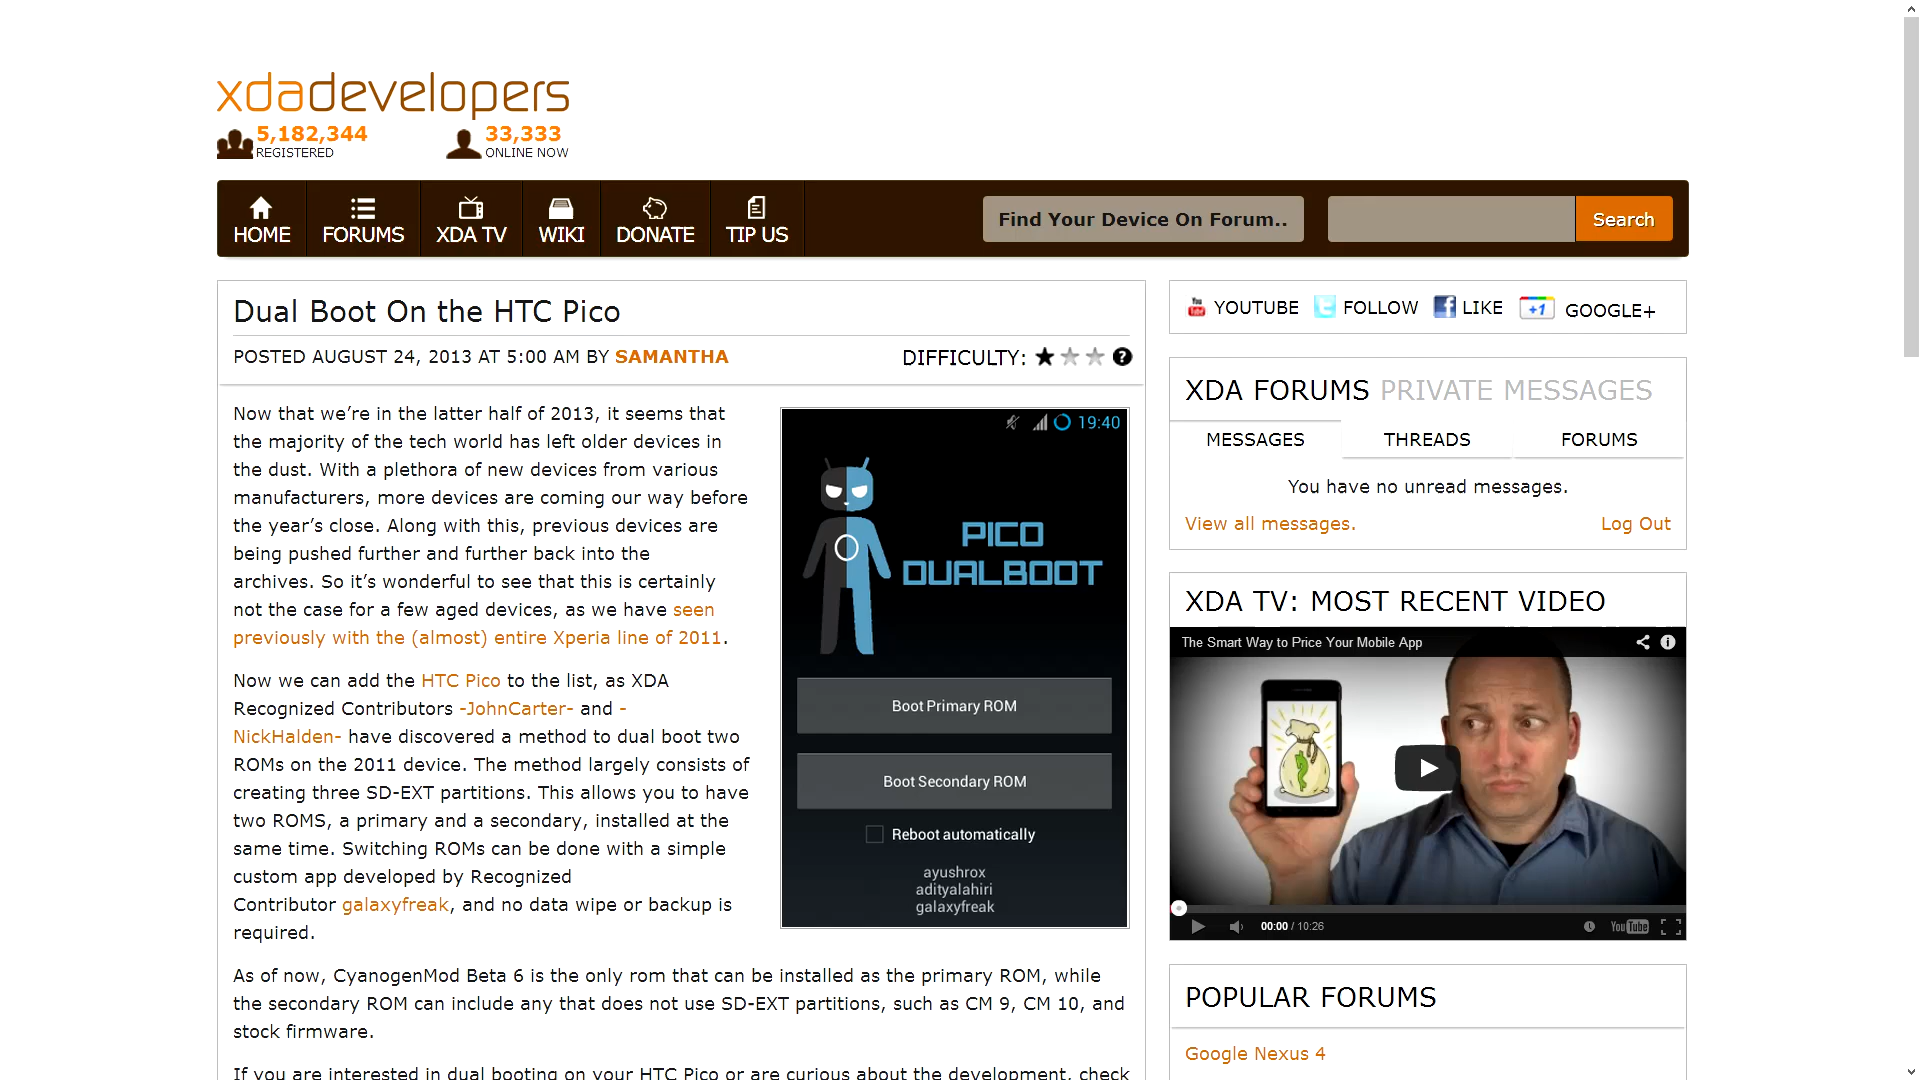 xdadevelopers
5,182,344
REGISTERED
33,333
ONLINE NOW
HOME
FORUMS
XDA TV
WIKI
DONATE
TIP US
Find Your Device On Forum..
Search
Dual Boot On the HTC Pico
POSTED AUGUST 24, 2013 AT 5:00 AM BY SAMANTHA
DIFFICULTY:
?
Now that we’re in the latter half of 2013, it seems that
the majority of the tech world has left older devices in
the dust. With a plethora of new devices from various
manufacturers, more devices are coming our way before
the year’s close. Along with this, previous devices are
being pushed further and further back into the
archives. So it’s wonderful to see that this is certainly
not the case for a few aged devices, as we have seen
previously with the (almost) entire Xperia line of 2011.
Now we can add the HTC Pico to the list, as XDA
Recognized Contributors -JohnCarter- and -
NickHalden- have discovered a method to dual boot two
ROMs on the 2011 device. The method largely consists of
creating three SD-EXT partitions. This allows you to have
two ROMS, a primary and a secondary, installed at the
same time. Switching ROMs can be done with a simple
custom app developed by Recognized
Contributor galaxyfreak, and no data wipe or backup is
required.
19:40
PICO
DUALBOOT
Boot Primary ROM
Boot Secondary ROM
Reboot automatically
ayushrox
adityalahiri
galaxyfreak
As of now, CyanogenMod Beta 6 is the only rom that can be installed as the primary ROM, while
the secondary ROM can include any that does not use SD-EXT partitions, such as CM 9, CM 10, and
stock firmware.
If you are interested in dual booting on your HTC Pico or are curious about the development, check
You Tube YOUTUBE
FOLLOW
LIKE
+1 GOOGLE+
XDA FORUMS PRIVATE MESSAGES
MESSAGES
THREADS
FORUMS
You have no unread messages.
View all messages.
Log Out
XDA TV: MOST RECENT VIDEO
The Smart Way to Price Your Mobile App
00:00 / 10:26
YouTube
POPULAR FORUMS
Google Nexus 4